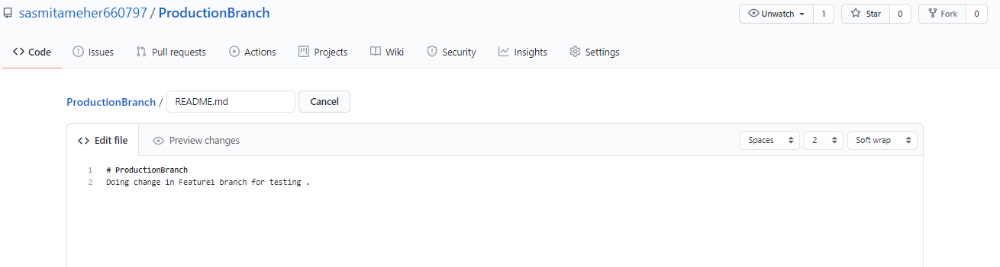 sasmitameher660797 / ProductionBranch
Unwatch 1 Star 0 Fork 0
Code Issues Pull requests Actions Projects Wiki Security Insights Settings
ProductionBranch / README.md Cancel
<> Edit file Preview changes Spaces 2 Soft wrap
1 # ProductionBranch
2 Doing change in Feature1 branch for testing .